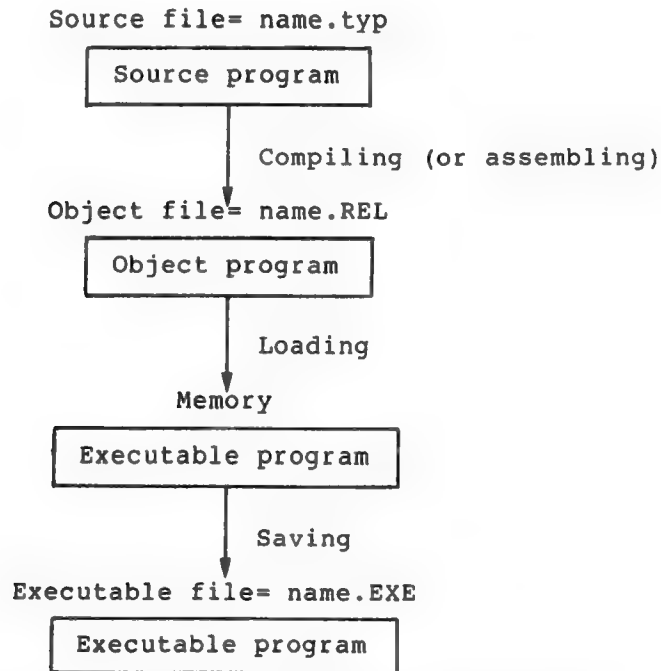 Source file= name.typ
Source program
Compiling (or assembling)
Object file= name.REL
Object program
Loading
Memory
Executable program
Saving
Executable file= name.EXE
Executable program